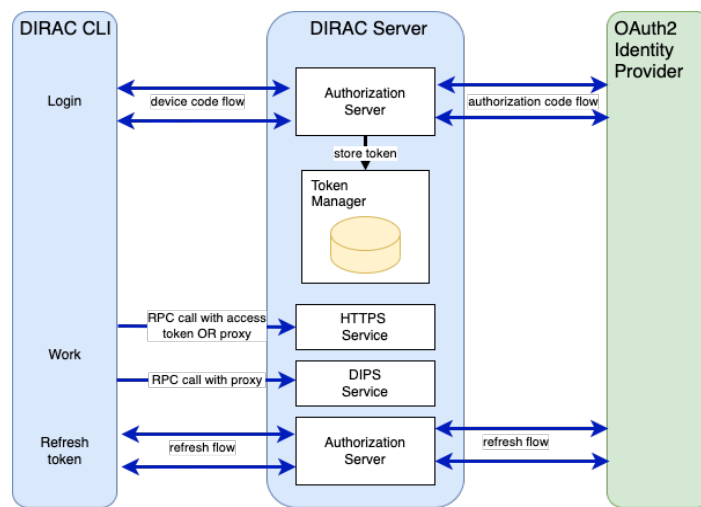 DIRAC CLI
DIRAC Server
OAuth2
Identity
Provider
Login
device code flow
Authorization
Server
authorization code flow
store token
Token
Manager
RPC call with access
token OR proxy
HTTPS
Service
Work
RPC call with proxy
DIPS
Service
Refresh
token
refresh flow
Authorization
Server
refresh flow